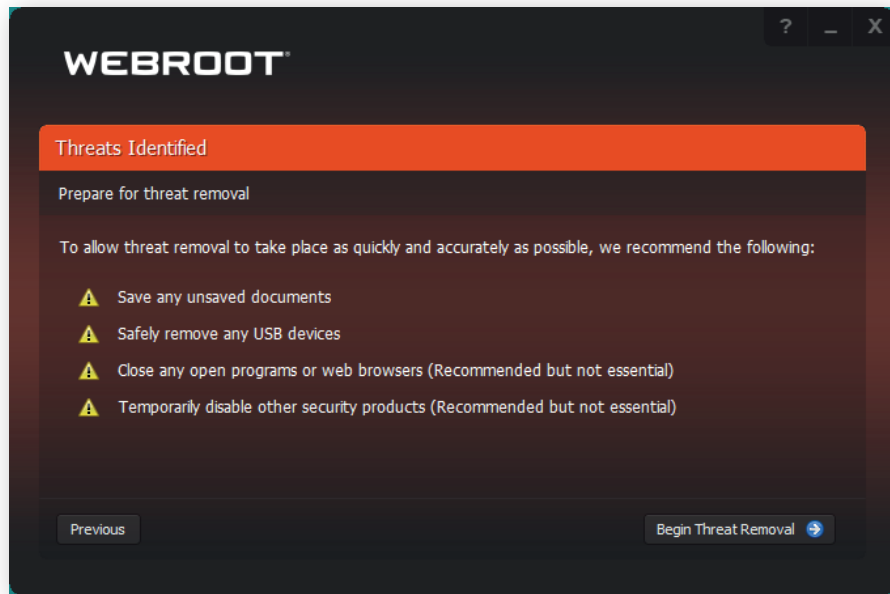 ? _ X
WEBROOT®
Threats Identified
Prepare for threat removal
To allow threat removal to take place as quickly and accurately as possible, we recommend the following:
Save any unsaved documents
Safely remove any USB devices
Close any open programs or web browsers (Recommended but not essential)
Temporarily disable other security products (Recommended but not essential)
Previous
Begin Threat Removal